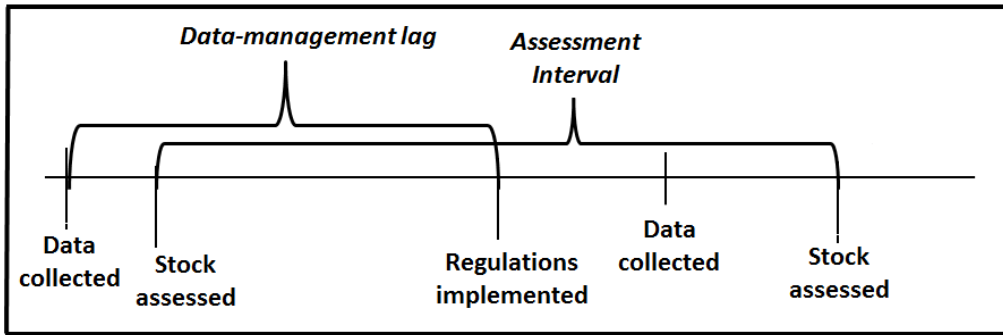 Data-management lag
Assessment
Interval
Data
collected
Stock
assessed
Regulations
implemented
Data
collected
Stock
assessed